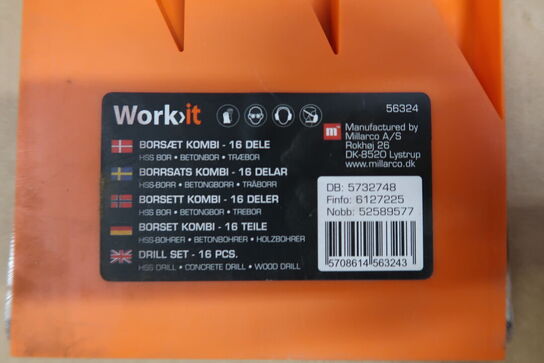 Work>it
56324
m
Manufactured by
Millarco A/S
Rokhøj 26
DK-8520 Lystrup
www.millarco.dk
BORSÆT KOMBI - 16 DELE
HSS BOR • BETONBOR • TRÆBOR
BORRSATS KOMBI - 16 DELAR
HSS-BORR • BETONGBORR • TRÄBORR
BORSETT KOMBI - 16 DELER
HSS BOR • BETONGBOR • TREBOR
BORSET KOMBI - 16 TEILE
HSS-BOHRER • BETONBOHRER • HOLZBOHRER
DRILL SET - 16 PCS.
HSS DRILL • CONCRETE DRILL • WOOD DRILL
DB: 5732748
Finfo: 6127225
Nobb: 52589577
5708614 563243